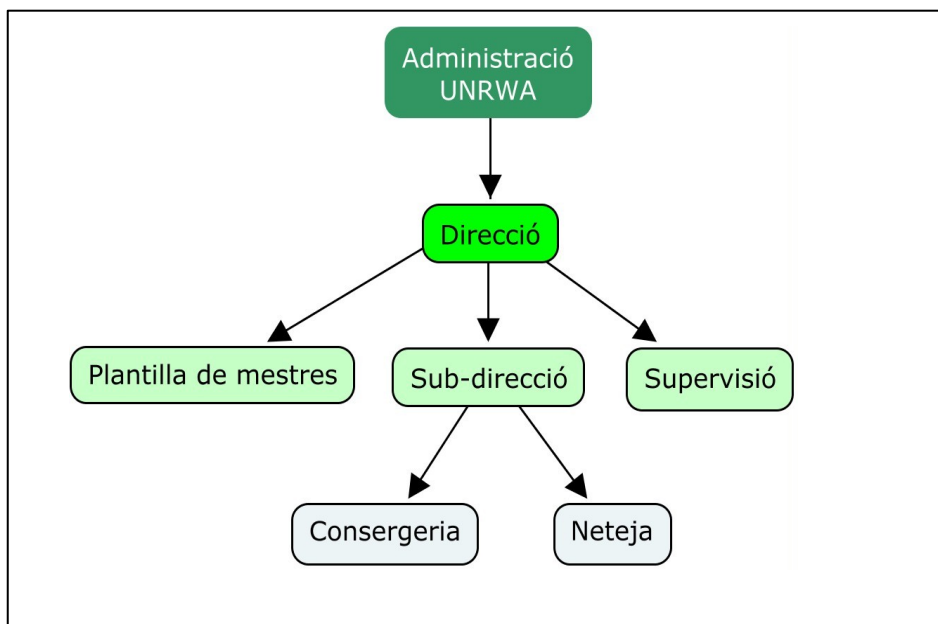 Administració
UNRWA
Direcció
Plantilla de mestres
Sub-direcció
Supervisió
Consergeria
Neteja